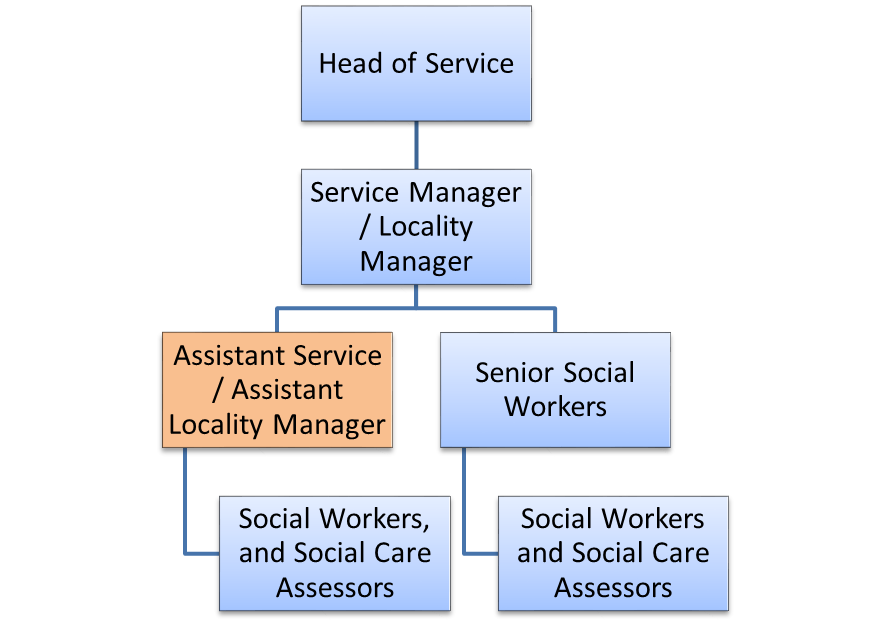 Head of Service
Service Manager
/ Locality
Manager
Assistant Service
/ Assistant
Locality Manager
Senior Social
Workers
Social Workers,
and Social Care
Assessors
Social Workers
and Social Care
Assessors